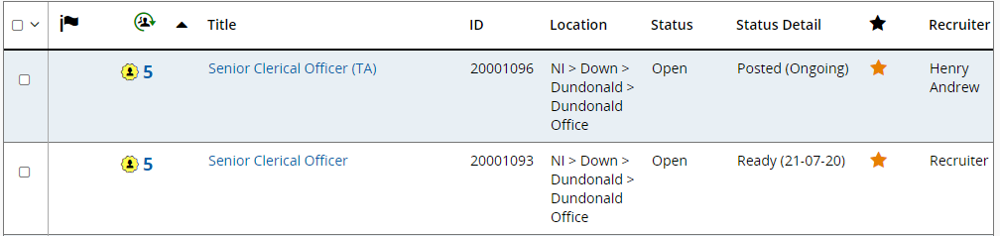 Title ID Location Status Status Detail Recruiter
5 Senior Clerical Officer (TA) 20001096 NI > Down > Open Posted (Ongoing) Henry
Dundonald > Andrew
Dundonald
Office
5 Senior Clerical Officer 20001093 NI > Down > Open Ready (21-07-20) Recruiter
Dundonald >
Dundonald
Office